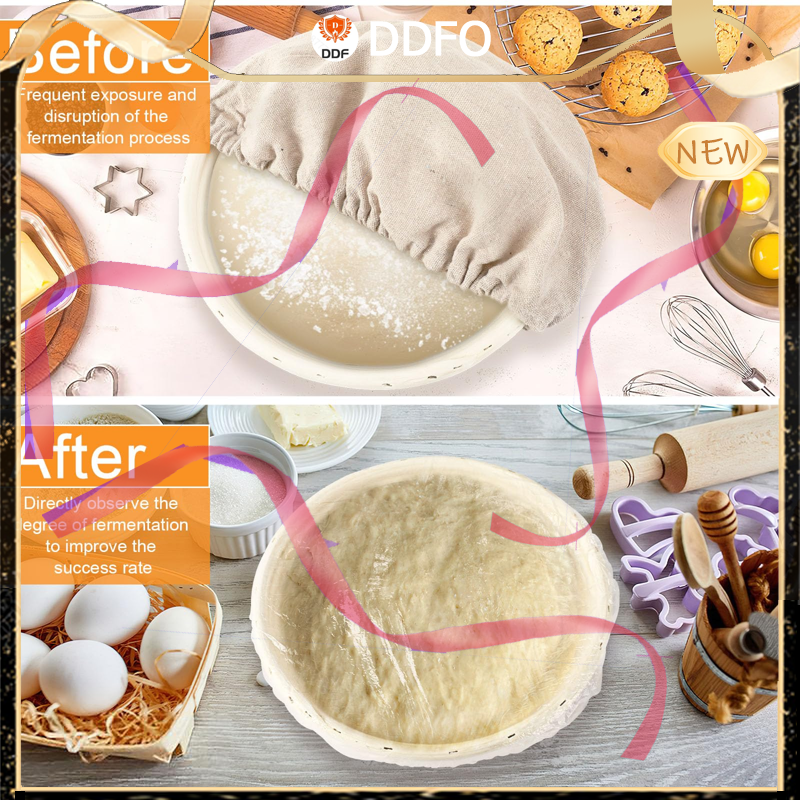 DDF
DDFO
Before
Frequent exposure and
disruption of the
fermentation process
NEW
After
Directly observe the
degree of fermentation
to improve the
success rate